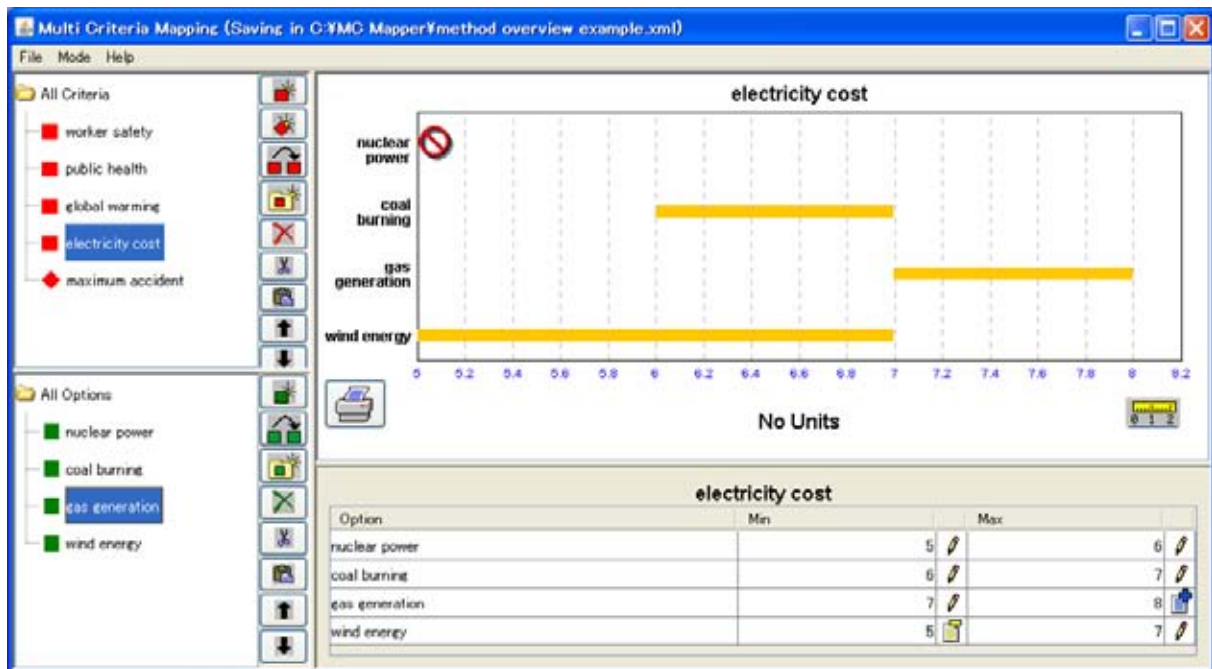 Multi Criteria Mapping (Saving in C:¥MC Mapper¥method overview example.xml)
File Mode Help
All Criteria
worker safety
public health
global warming
electricity cost
maximum accident
All Options
nuclear power
coal burning
gas generation
wind energy
electricity cost
nuclear
power
coal
burning
gas
generation
wind energy
5 5.2 5.4 5.6 5.8 6 6.2 6.4 6.6 6.8 7 7.2 7.4 7.6 7.8 8 8.2
No Units
0 1 2
electricity cost
Option Min Max
nuclear power 5 6
coal burning 6 7
gas generation 7 8
wind energy 5 7